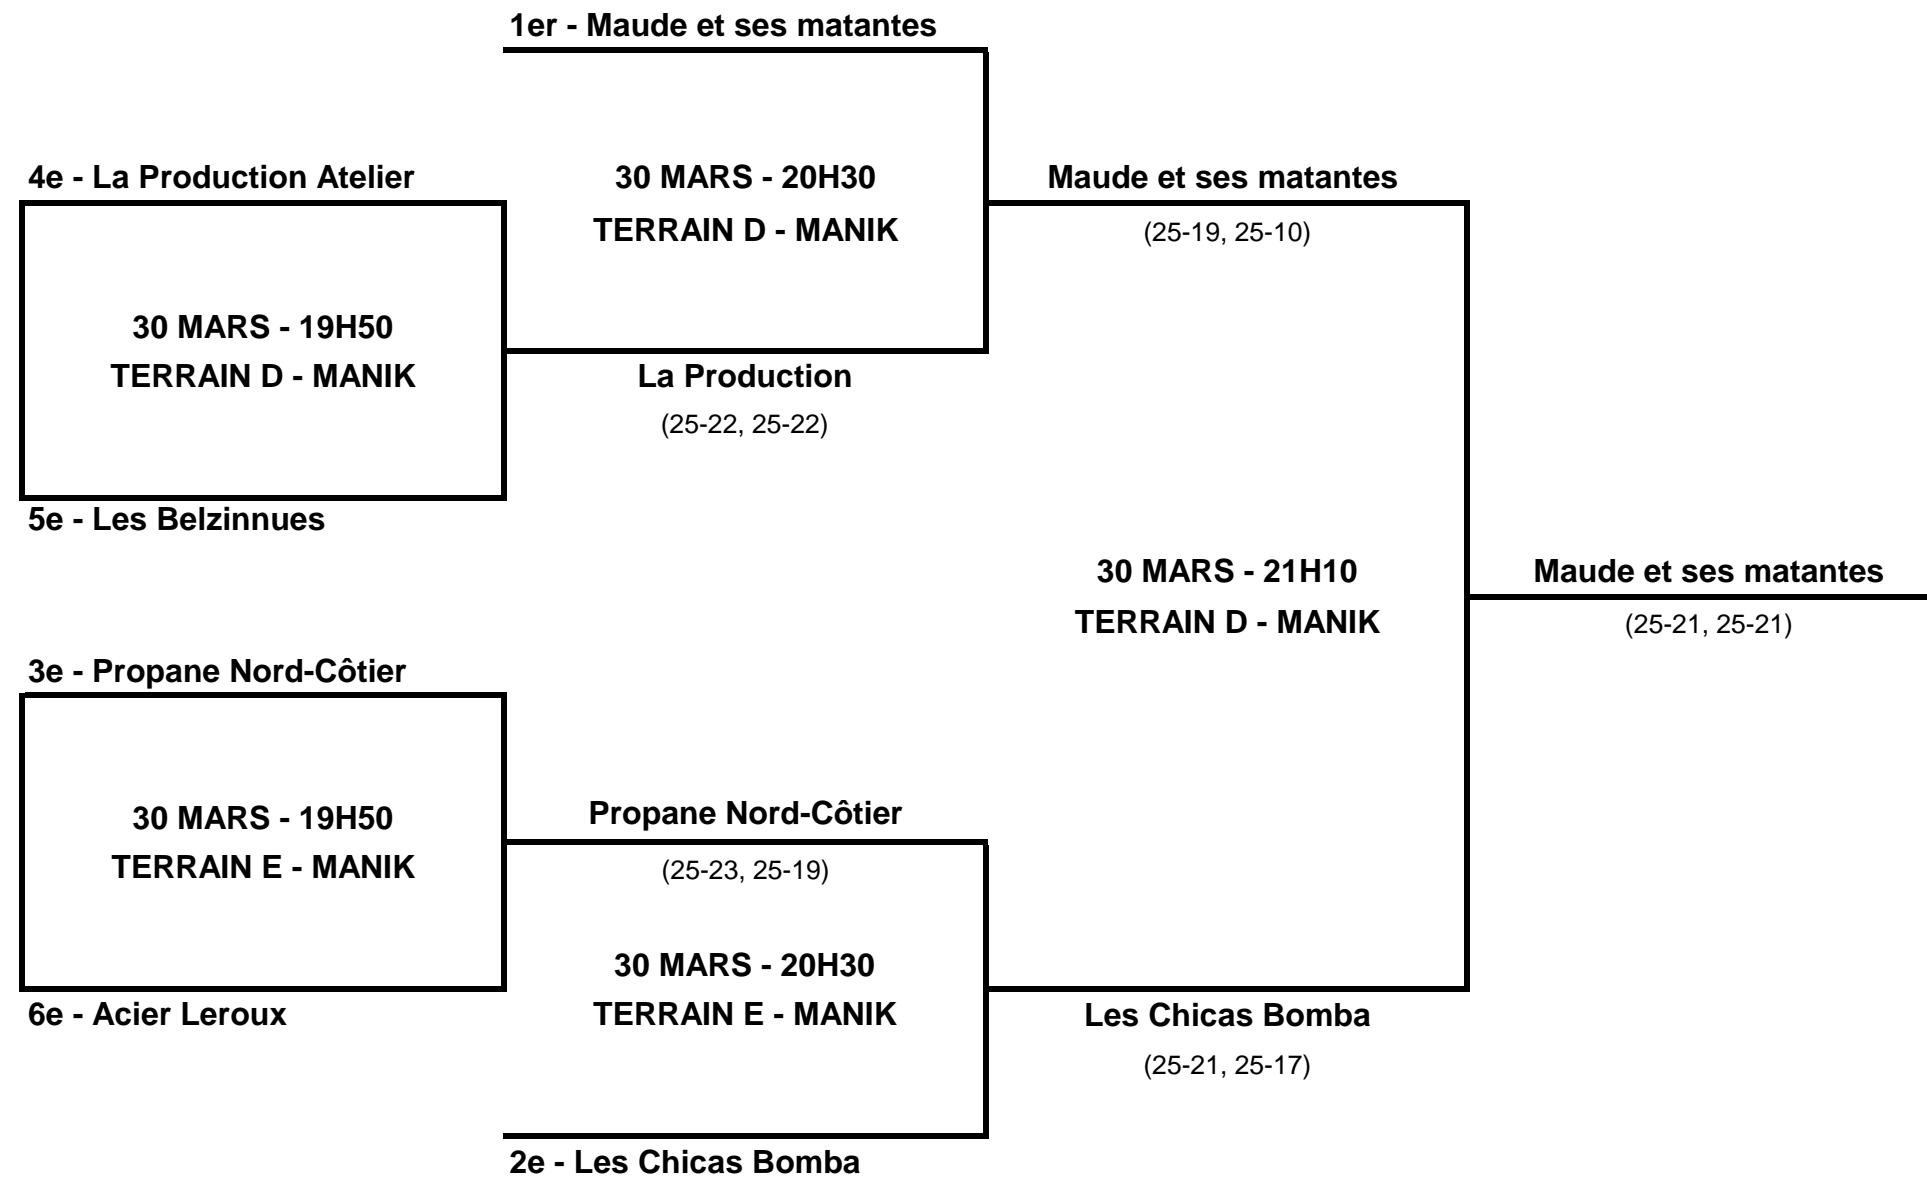 1er - Maude et ses matantes
4e - La Production Atelier
30 MARS - 20H30
TERRAIN D - MANIK
Maude et ses matantes
(25-19, 25-10)
30 MARS - 19H50
TERRAIN D - MANIK
La Production
(25-22, 25-22)
5e - Les Belzinnues
30 MARS - 21H10
TERRAIN D - MANIK
Maude et ses matantes
(25-21, 25-21)
3e - Propane Nord-Côtier
30 MARS - 19H50
TERRAIN E - MANIK
Propane Nord-Côtier
(25-23, 25-19)
30 MARS - 20H30
TERRAIN E - MANIK
6e - Acier Leroux
Les Chicas Bomba
(25-21, 25-17)
2e - Les Chicas Bomba